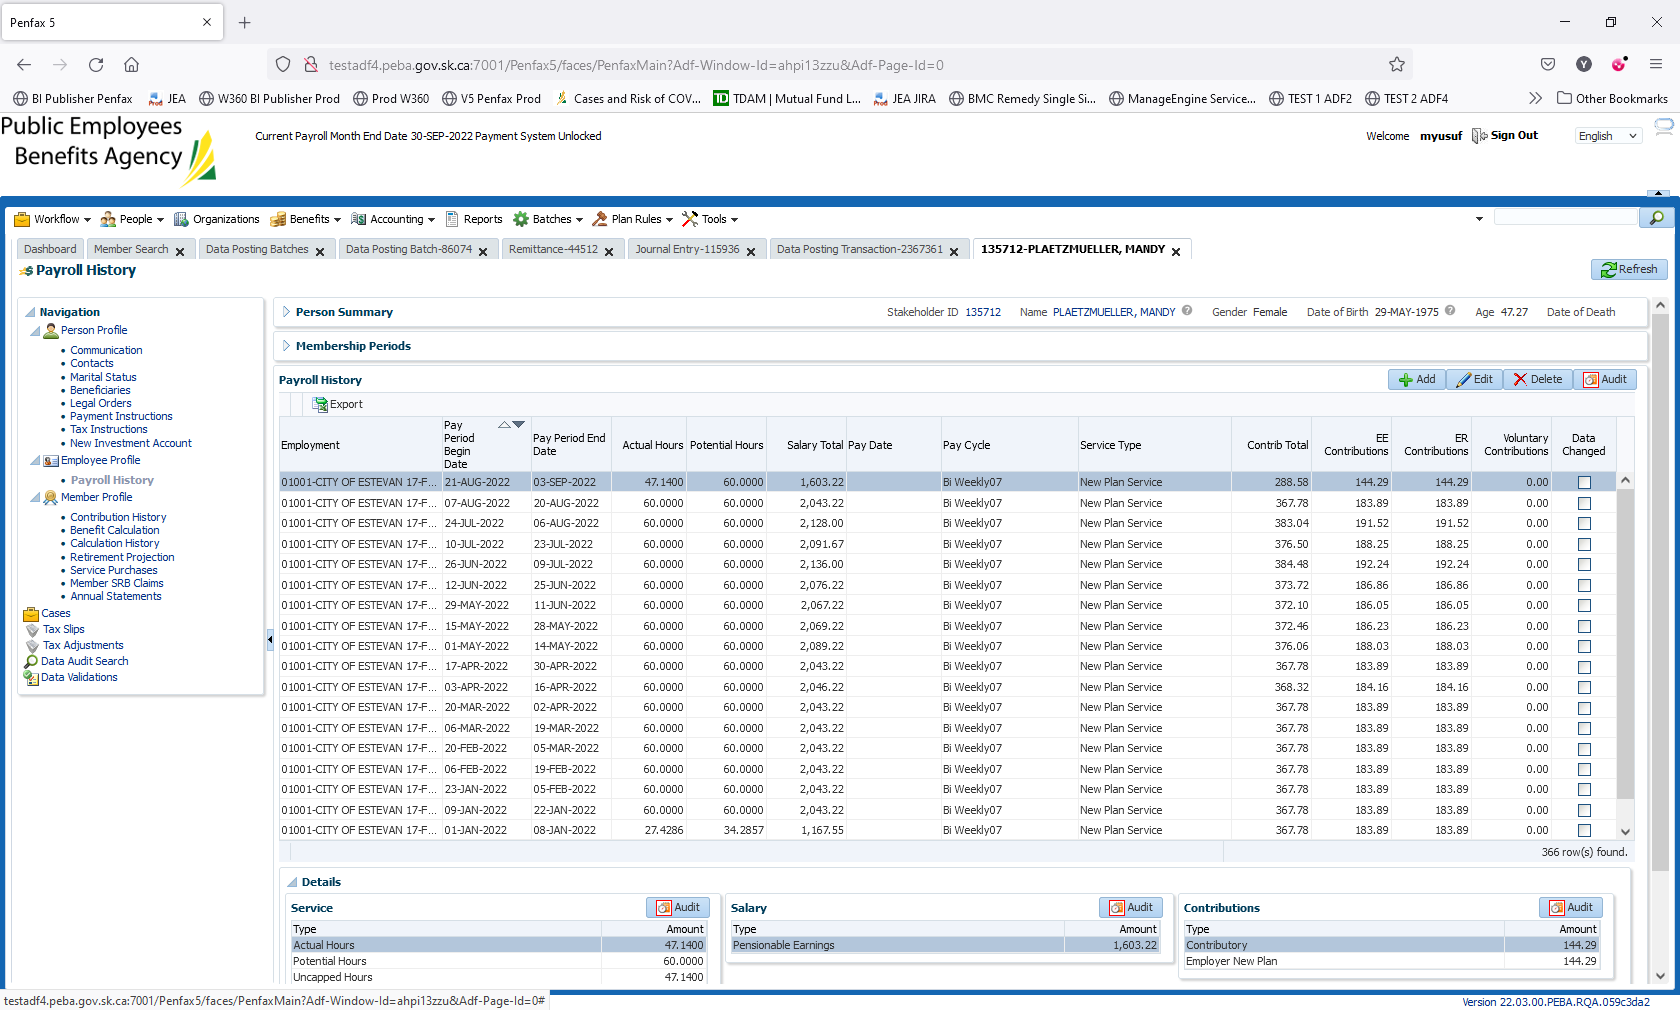 Penfax 5
testadf4.peba.gov.sk.ca:7001/Penfax5/faces/PenfaxMain?Adf-Window-Id=ahpi13zzu&Adf-Page-Id=0
BI Publisher Penfax JEA W360 BI Publisher Prod Prod W360 V5 Penfax Prod Cases and Risk of COV... TD TDAM | Mutual Fund L... JEA JIRA BMC Remedy Single Si... ManageEngine Service... TEST 1 ADF2 TEST 2 ADF4 Other Bookmarks
Public Employees
Benefits Agency
Current Payroll Month End Date 30-SEP-2022 Payment System Unlocked
Welcome myusuf Sign Out English
Workflow People Organizations Benefits Accounting Reports Batches Plan Rules Tools
Dashboard Member Search Data Posting Batches Data Posting Batch-86074 Remittance-44512 Journal Entry-115936 Data Posting Transaction-2367361 135712-PLAETZMUELLER, MANDY
Payroll History
Refresh
Navigation
Person Profile
Communication
Contacts
Marital Status
Beneficiaries
Legal Orders
Payment Instructions
Tax Instructions
New Investment Account
Employee Profile
Payroll History
Member Profile
Contribution History
Benefit Calculation
Calculation History
Retirement Projection
Service Purchases
Member SRB Claims
Annual Statements
Cases
Tax Slips
Tax Adjustments
Data Audit Search
Data Validations
Person Summary Stakeholder ID 135712 Name PLAETZMUELLER, MANDY Gender Female Date of Birth 29-MAY-1975 Age 47.27 Date of Death
Membership Periods
Payroll History Add Edit Delete Audit
Export
Employment Pay Period Begin Date Pay Period End Date Actual Hours Potential Hours Salary Total Pay Date Pay Cycle Service Type Contrib Total EE Contributions ER Contributions Voluntary Contributions Data Changed
01001-CITY OF ESTEVAN 17-F... 21-AUG-2022 03-SEP-2022 47.1400 60.0000 1,603.22 Bi Weekly07 New Plan Service 288.58 144.29 144.29 0.00
01001-CITY OF ESTEVAN 17-F... 07-AUG-2022 20-AUG-2022 60.0000 60.0000 2,043.22 Bi Weekly07 New Plan Service 367.78 183.89 183.89 0.00
01001-CITY OF ESTEVAN 17-F... 24-JUL-2022 06-AUG-2022 60.0000 60.0000 2,128.00 Bi Weekly07 New Plan Service 383.04 191.52 191.52 0.00
01001-CITY OF ESTEVAN 17-F... 10-JUL-2022 23-JUL-2022 60.0000 60.0000 2,091.67 Bi Weekly07 New Plan Service 376.50 188.25 188.25 0.00
01001-CITY OF ESTEVAN 17-F... 26-JUN-2022 09-JUL-2022 60.0000 60.0000 2,136.00 Bi Weekly07 New Plan Service 384.48 192.24 192.24 0.00
01001-CITY OF ESTEVAN 17-F... 12-JUN-2022 25-JUN-2022 60.0000 60.0000 2,076.22 Bi Weekly07 New Plan Service 373.72 186.86 186.86 0.00
01001-CITY OF ESTEVAN 17-F... 29-MAY-2022 11-JUN-2022 60.0000 60.0000 2,067.22 Bi Weekly07 New Plan Service 372.10 186.05 186.05 0.00
01001-CITY OF ESTEVAN 17-F... 15-MAY-2022 28-MAY-2022 60.0000 60.0000 2,069.22 Bi Weekly07 New Plan Service 372.46 186.23 186.23 0.00
01001-CITY OF ESTEVAN 17-F... 01-MAY-2022 14-MAY-2022 60.0000 60.0000 2,089.22 Bi Weekly07 New Plan Service 376.06 188.03 188.03 0.00
01001-CITY OF ESTEVAN 17-F... 17-APR-2022 30-APR-2022 60.0000 60.0000 2,043.22 Bi Weekly07 New Plan Service 367.78 183.89 183.89 0.00
01001-CITY OF ESTEVAN 17-F... 03-APR-2022 16-APR-2022 60.0000 60.0000 2,046.22 Bi Weekly07 New Plan Service 368.32 184.16 184.16 0.00
01001-CITY OF ESTEVAN 17-F... 20-MAR-2022 02-APR-2022 60.0000 60.0000 2,043.22 Bi Weekly07 New Plan Service 367.78 183.89 183.89 0.00
01001-CITY OF ESTEVAN 17-F... 06-MAR-2022 19-MAR-2022 60.0000 60.0000 2,043.22 Bi Weekly07 New Plan Service 367.78 183.89 183.89 0.00
01001-CITY OF ESTEVAN 17-F... 20-FEB-2022 05-MAR-2022 60.0000 60.0000 2,043.22 Bi Weekly07 New Plan Service 367.78 183.89 183.89 0.00
01001-CITY OF ESTEVAN 17-F... 06-FEB-2022 19-FEB-2022 60.0000 60.0000 2,043.22 Bi Weekly07 New Plan Service 367.78 183.89 183.89 0.00
01001-CITY OF ESTEVAN 17-F... 23-JAN-2022 05-FEB-2022 60.0000 60.0000 2,043.22 Bi Weekly07 New Plan Service 367.78 183.89 183.89 0.00
01001-CITY OF ESTEVAN 17-F... 09-JAN-2022 22-JAN-2022 60.0000 60.0000 2,043.22 Bi Weekly07 New Plan Service 367.78 183.89 183.89 0.00
01001-CITY OF ESTEVAN 17-F... 01-JAN-2022 08-JAN-2022 27.4286 34.2857 1,167.55 Bi Weekly07 New Plan Service 367.78 183.89 183.89 0.00
366 row(s) found.
Details
Service Audit
Type Amount
Actual Hours 47.1400
Potential Hours 60.0000
Uncapped Hours 47.1400
Salary Audit
Type Amount
Pensionable Earnings 1,603.22
Contributions Audit
Type Amount
Contributory 144.29
Employer New Plan 144.29
testadf4.peba.gov.sk.ca:7001/Penfax5/faces/PenfaxMain?Adf-Window-Id=ahpi13zzu&Adf-Page-Id=0#
Version 22.03.00.PEBA.RQA.059c3da2